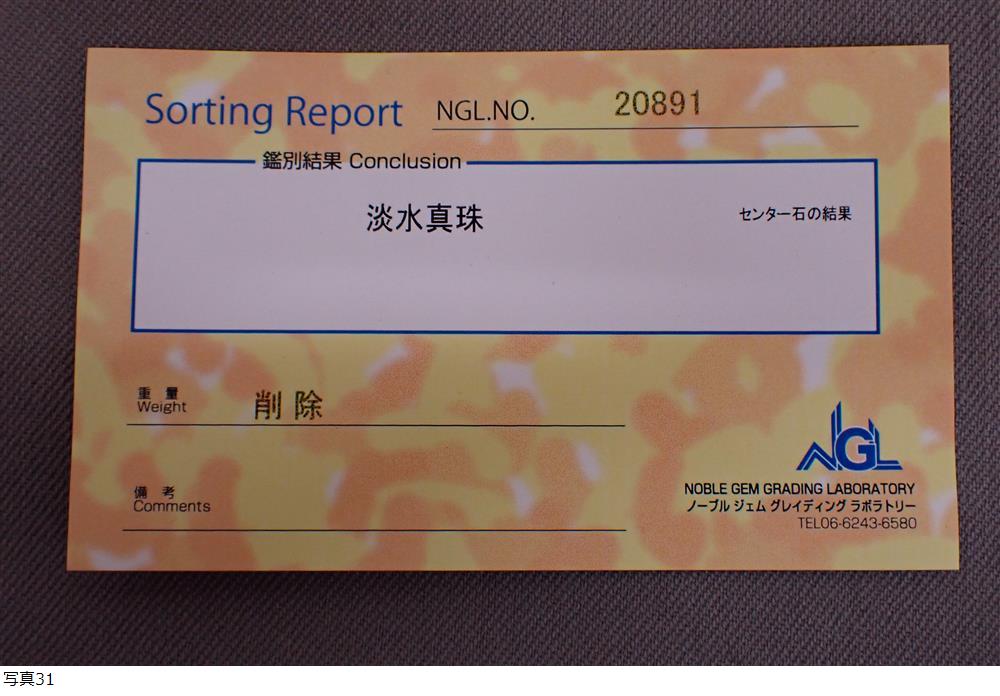 Sorting Report NGL.NO. 20891
鑑別結果 Conclusion
淡水真珠 センター石の結果
重量
Weight 削除
備考
Comments
NGL
NOBLE GEM GRADING LABORATORY
ノーブル ジェム グレイディング ラボラトリー
TEL06-6243-6580
写真31